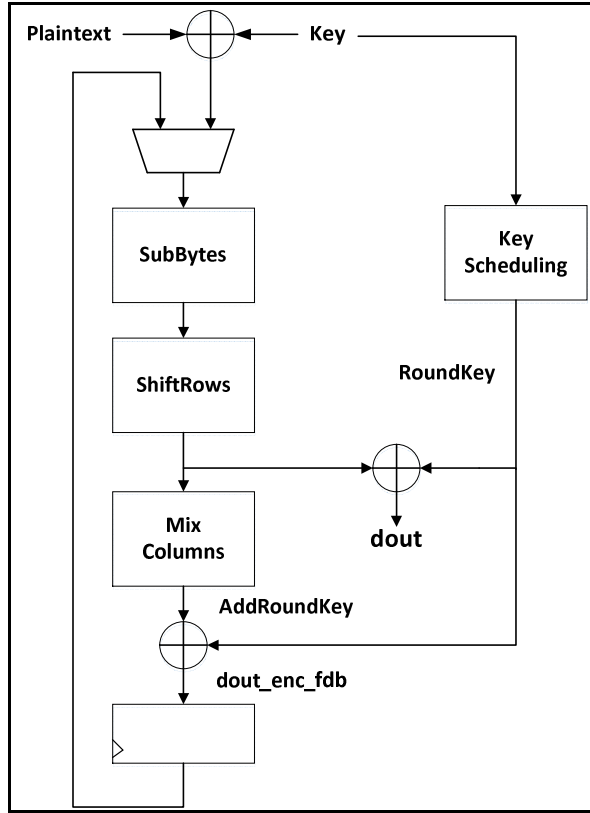 Plaintext
Key
SubBytes
Key
Scheduling
ShiftRows
RoundKey
Mix
Columns
dout
AddRoundKey
dout_enc_fdb